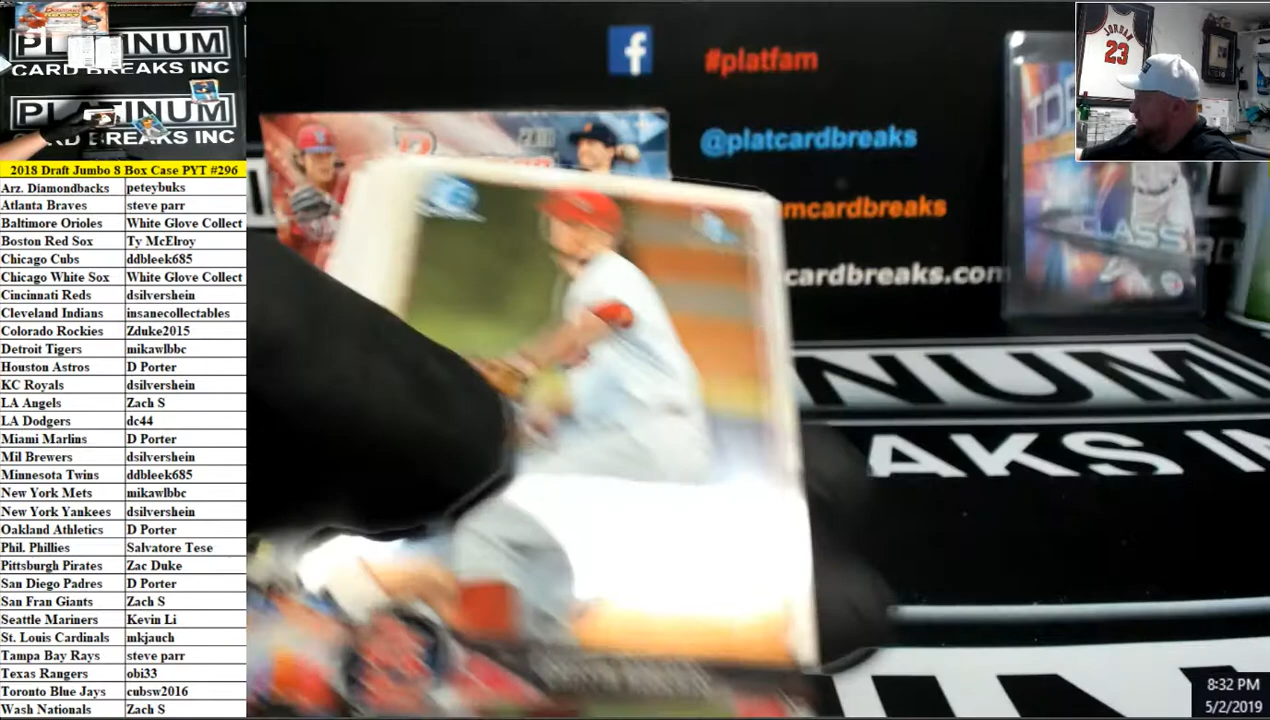 PLATINUM
CARD BREAKS INC
PLATINUM
CARD BREAKS INC
2018 Draft Jumbo 8 Box Case PYT #296
Arz. Diamondbacks peteybuks
Atlanta Braves steve parr
Baltimore Orioles White Glove Collect
Boston Red Sox Ty McElroy
Chicago Cubs ddbleek685
Chicago White Sox White Glove Collect
Cincinnati Reds dsilvershein
Cleveland Indians insanecollectables
Colorado Rockies Zduke2015
Detroit Tigers mikawlbbc
Houston Astros D Porter
KC Royals dsilvershein
LA Angels Zach S
LA Dodgers dc44
Miami Marlins D Porter
Mil Brewers dsilvershein
Minnesota Twins ddbleek685
New York Mets mikawlbbc
New York Yankees dsilvershein
Oakland Athletics D Porter
Phil. Phillies Salvatore Tese
Pittsburgh Pirates Zac Duke
San Diego Padres D Porter
San Fran Giants Zach S
Seattle Mariners Kevin Li
St. Louis Cardinals mkjauch
Tampa Bay Rays steve parr
Texas Rangers obi33
Toronto Blue Jays cubsw2016
Wash Nationals Zach S
f
#platfam
@platcardbreaks
mcardbreaks
cardbreaks.com
NUM
AKS IN
JORDAN
23
8:32 PM
5/2/2019